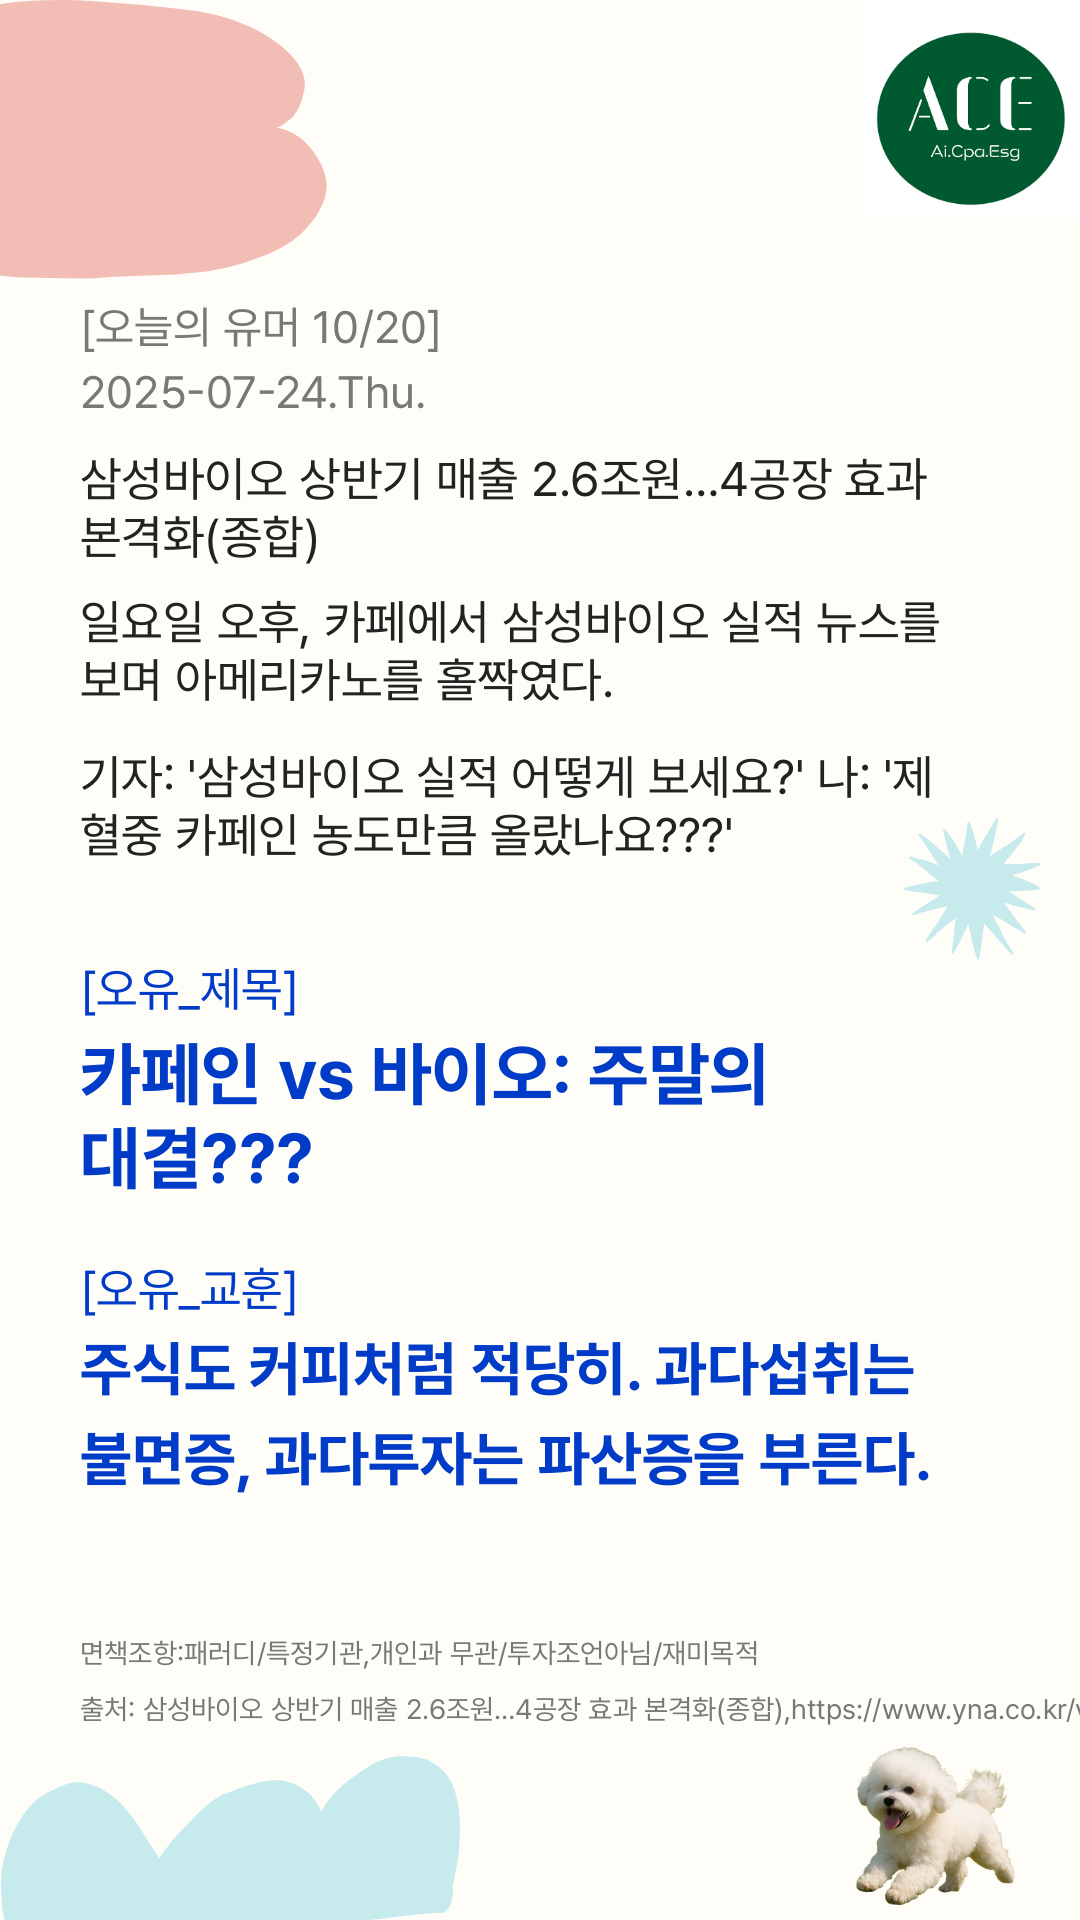 ACE
Ai.Cpa.Esg
[오늘의 유머 10/20]
2025-07-24.Thu.
삼성바이오 상반기 매출 2.6조원…4공장 효과
본격화(종합)
일요일 오후, 카페에서 삼성바이오 실적 뉴스를
보며 아메리카노를 홀짝였다.
기자: '삼성바이오 실적 어떻게 보세요?' 나: '제
혈중 카페인 농도만큼 올랐나요???'
[오유_제목]
카페인 vs 바이오: 주말의
대결???
[오유_교훈]
주식도 커피처럼 적당히. 과다섭취는
불면증, 과다투자는 파산증을 부른다.
면책조항:패러디/특정기관,개인과 무관/투자조언아님/재미목적
출처: 삼성바이오 상반기 매출 2.6조원…4공장 효과 본격화(종합),https://www.yna.co.kr/